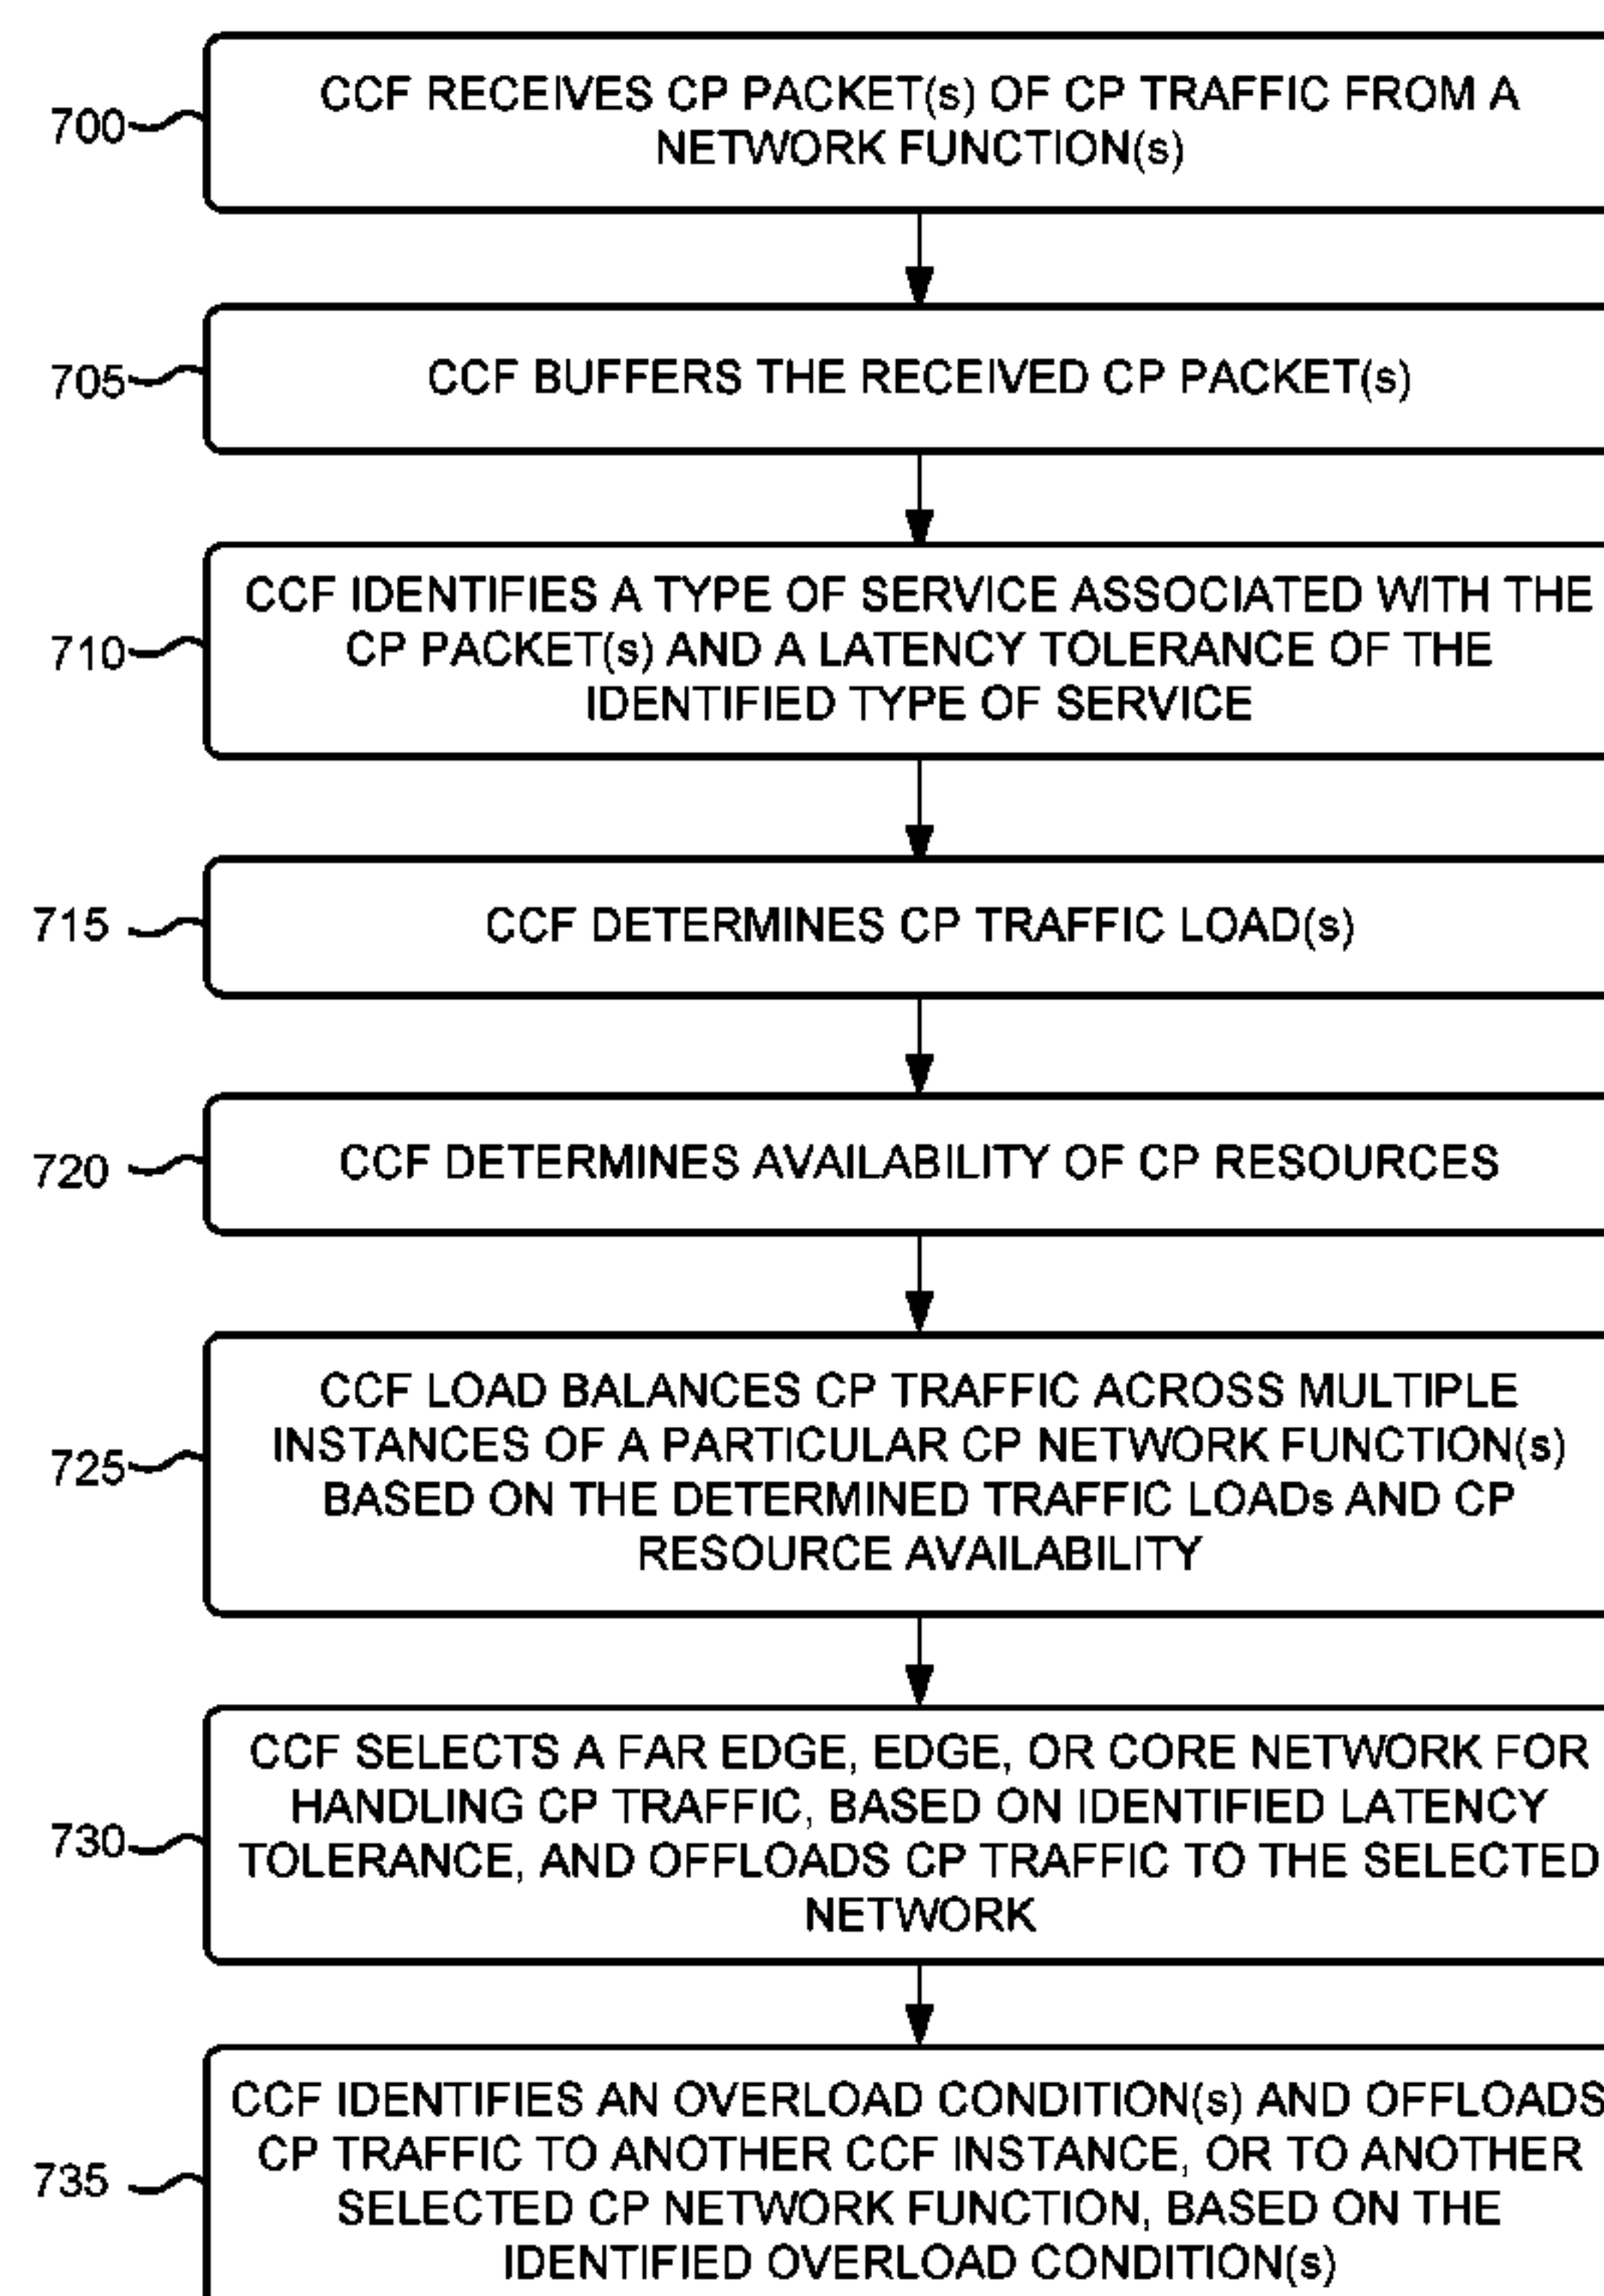 700
CCF RECEIVES CP PACKET(s) OF CP TRAFFIC FROM A
NETWORK FUNCTION(s)
705
CCF BUFFERS THE RECEIVED CP PACKET(s)
710
CCF IDENTIFIES A TYPE OF SERVICE ASSOCIATED WITH THE
CP PACKET(s) AND A LATENCY TOLERANCE OF THE
IDENTIFIED TYPE OF SERVICE
715
CCF DETERMINES CP TRAFFIC LOAD(s)
720
CCF DETERMINES AVAILABILITY OF CP RESOURCES
725
CCF LOAD BALANCES CP TRAFFIC ACROSS MULTIPLE
INSTANCES OF A PARTICULAR CP NETWORK FUNCTION(s)
BASED ON THE DETERMINED TRAFFIC LOADs AND CP
RESOURCE AVAILABILITY
730
CCF SELECTS A FAR EDGE, EDGE, OR CORE NETWORK FOR
HANDLING CP TRAFFIC, BASED ON IDENTIFIED LATENCY
TOLERANCE, AND OFFLOADS CP TRAFFIC TO THE SELECTED
NETWORK
735
CCF IDENTIFIES AN OVERLOAD CONDITION(s) AND OFFLOADS
CP TRAFFIC TO ANOTHER CCF INSTANCE, OR TO ANOTHER
SELECTED CP NETWORK FUNCTION, BASED ON THE
IDENTIFIED OVERLOAD CONDITION(s)